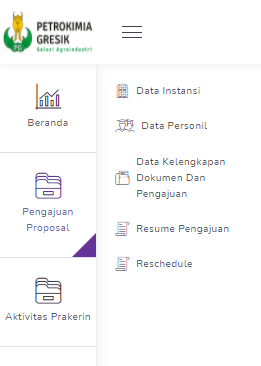 PETROKIMIA
GRESIK
Solusi Agroindustri
PG
Beranda
Pengajuan
Proposal
Aktivitas Prakerin
Data Instansi
Data Personil
Data Kelengkapan
Dokumen Dan
Pengajuan
Resume Pengajuan
Reschedule